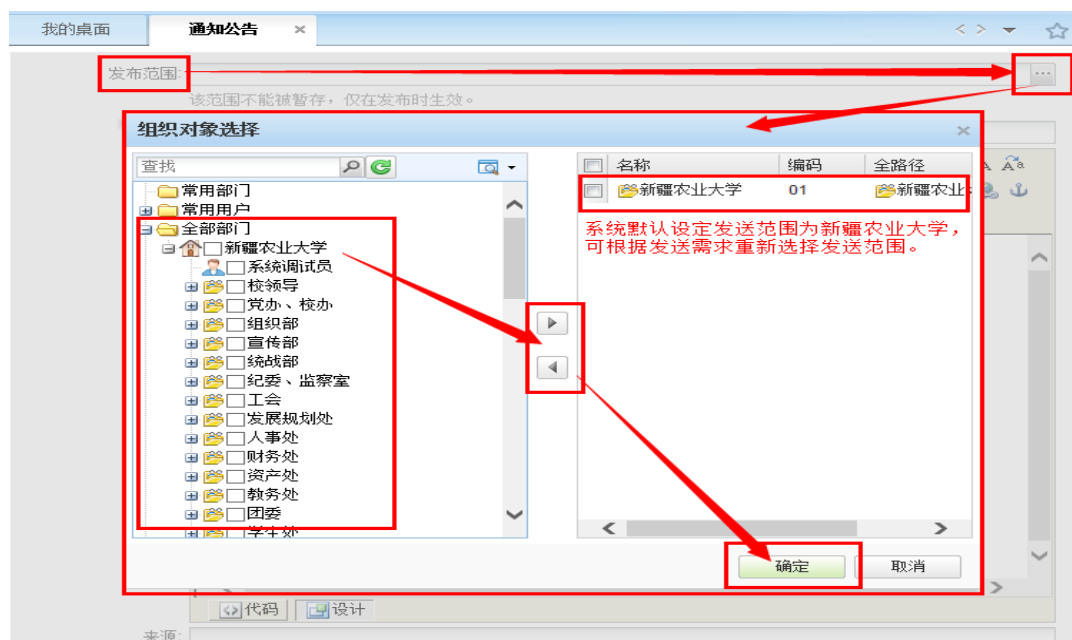 我的桌面
通知公告
发布范围:
该范围不能被暂存，仅在发布时生效。
组织对象选择
查找
常用部门
常用用户
全部部门
新疆农业大学
系统调试员
校领导
党办、校办
组织部
宣传部
统战部
纪委、监察室
工会
发展规划处
人事处
财务处
资产处
教务处
团委
学生处
名称 编码 全路径
新疆农业大学 01 新疆农业
系统默认设定发送范围为新疆农业大学，
可根据发送需求重新选择发送范围。
确定 取消
代码 设计
来源: